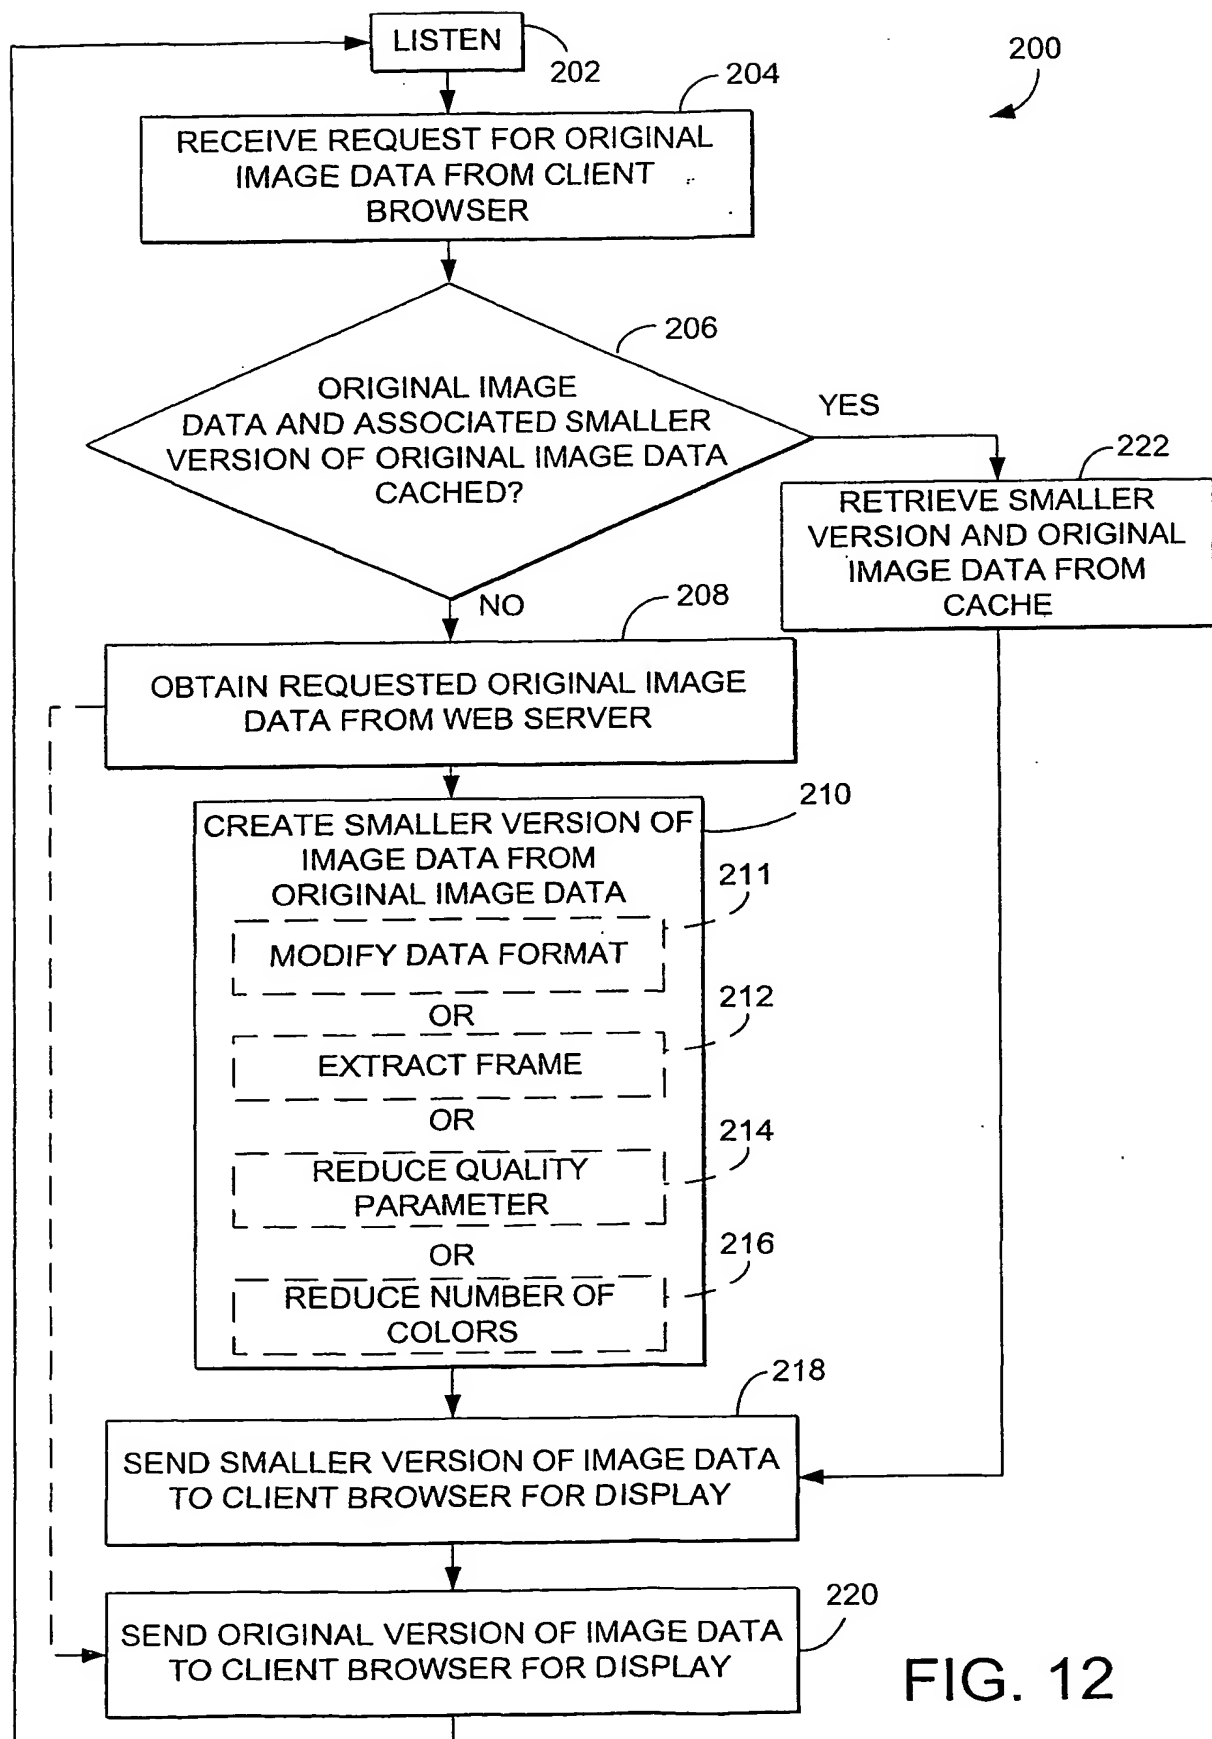 LISTEN
202
200
204
RECEIVE REQUEST FOR ORIGINAL
IMAGE DATA FROM CLIENT
BROWSER
206
ORIGINAL IMAGE
DATA AND ASSOCIATED SMALLER
VERSION OF ORIGINAL IMAGE DATA
CACHED?
YES
222
RETRIEVE SMALLER
VERSION AND ORIGINAL
IMAGE DATA FROM
CACHE
NO
208
OBTAIN REQUESTED ORIGINAL IMAGE
DATA FROM WEB SERVER
210
CREATE SMALLER VERSION OF
IMAGE DATA FROM
ORIGINAL IMAGE DATA
211
MODIFY DATA FORMAT
OR
212
EXTRACT FRAME
OR
214
REDUCE QUALITY
PARAMETER
OR
216
REDUCE NUMBER OF
COLORS
218
SEND SMALLER VERSION OF IMAGE DATA
TO CLIENT BROWSER FOR DISPLAY
220
SEND ORIGINAL VERSION OF IMAGE DATA
TO CLIENT BROWSER FOR DISPLAY
FIG. 12